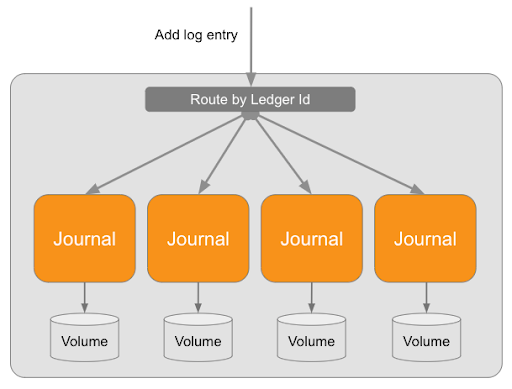 Add log entry
Route by Ledger Id
Journal
Journal
Journal
Journal
Volume
Volume
Volume
Volume